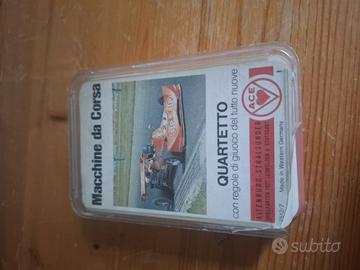 Macchine da Corsa
QUARTETTO
con regole di giuoco del tutto nuove
ACE
ALTENBURG-STRALSUNDER
Made in Western Germany
subito